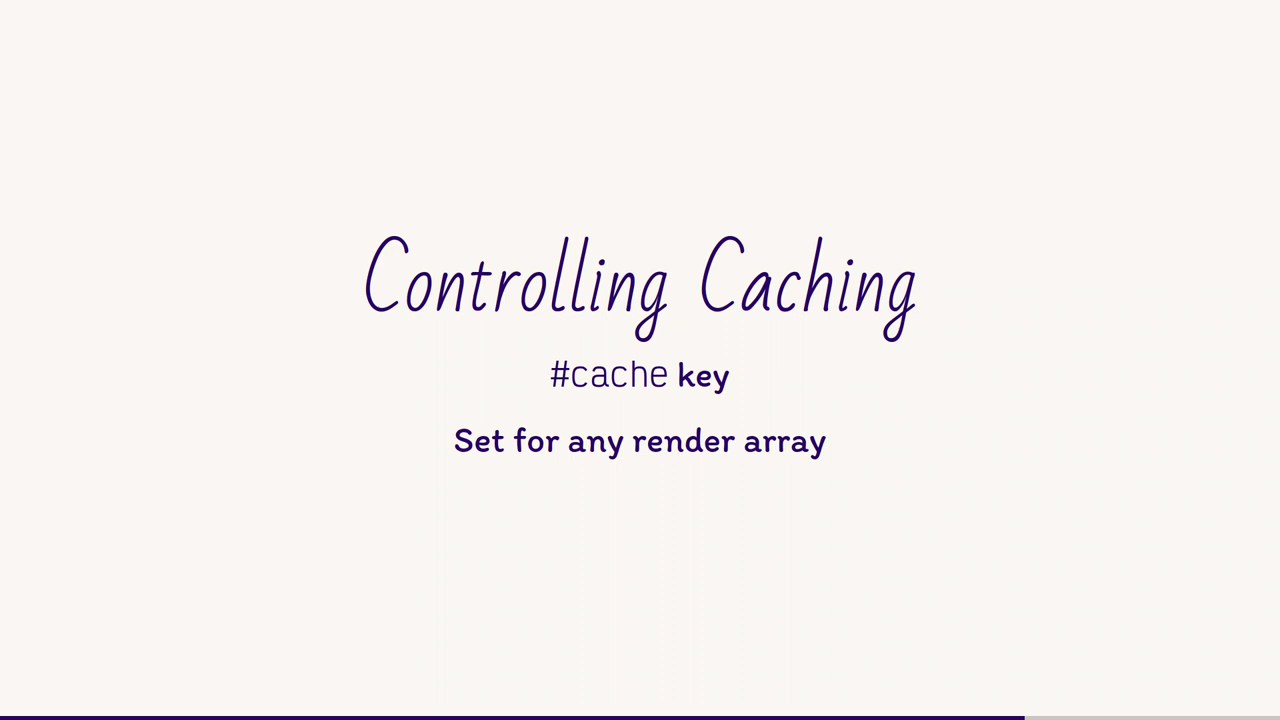 Controlling Caching
#cache key
Set for any render array